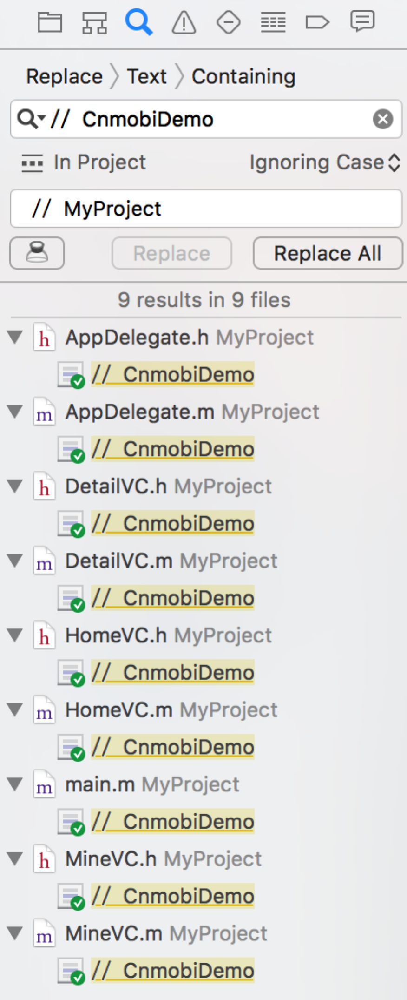 Replace 〉 Text 〉 Containing
//  CnmobiDemo
In Project Ignoring Case
//  MyProject
Replace Replace All
9 results in 9 files
h AppDelegate.h MyProject
//  CnmobiDemo
m AppDelegate.m MyProject
//  CnmobiDemo
h DetailVC.h MyProject
//  CnmobiDemo
m DetailVC.m MyProject
//  CnmobiDemo
h HomeVC.h MyProject
//  CnmobiDemo
m HomeVC.m MyProject
//  CnmobiDemo
m main.m MyProject
//  CnmobiDemo
h MineVC.h MyProject
//  CnmobiDemo
m MineVC.m MyProject
//  CnmobiDemo